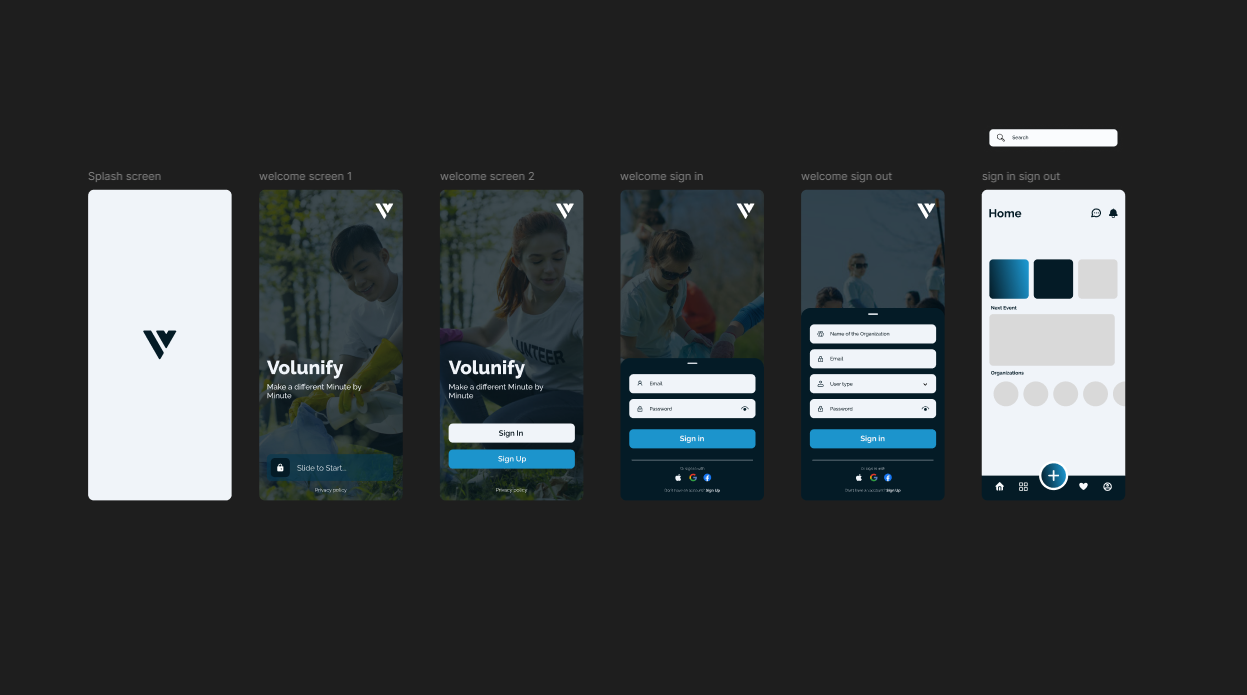 Search
Splash screen
welcome screen 1
welcome screen 2
welcome sign in
welcome sign out
sign in sign out
Volunify
Make a different Minute by
Minute
Slide to Start...
Privacy policy
UNTEER
Volunify
Make a different Minute by
Minute
Sign In
Sign Up
Privacy policy
Email
Password
Sign in
Or sign in with
Don't have an account? Sign Up
Name of the Organization
Email
User type
Password
Sign in
Or sign in with
Don't have an account? Sign Up
Home
Next Event
Organizations